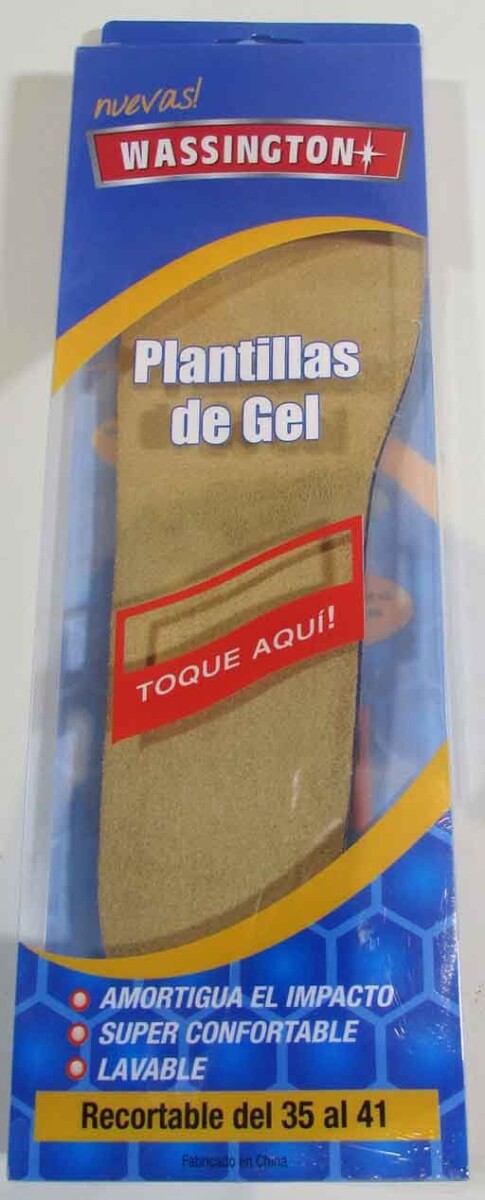 nuevas!
WASSINGTON
Plantillas
de Gel
TOQUE AQUÍ!
AMORTIGUA EL IMPACTO
SUPER CONFORTABLE
LAVABLE
Recortable del 35 al 41
Fabricado en China